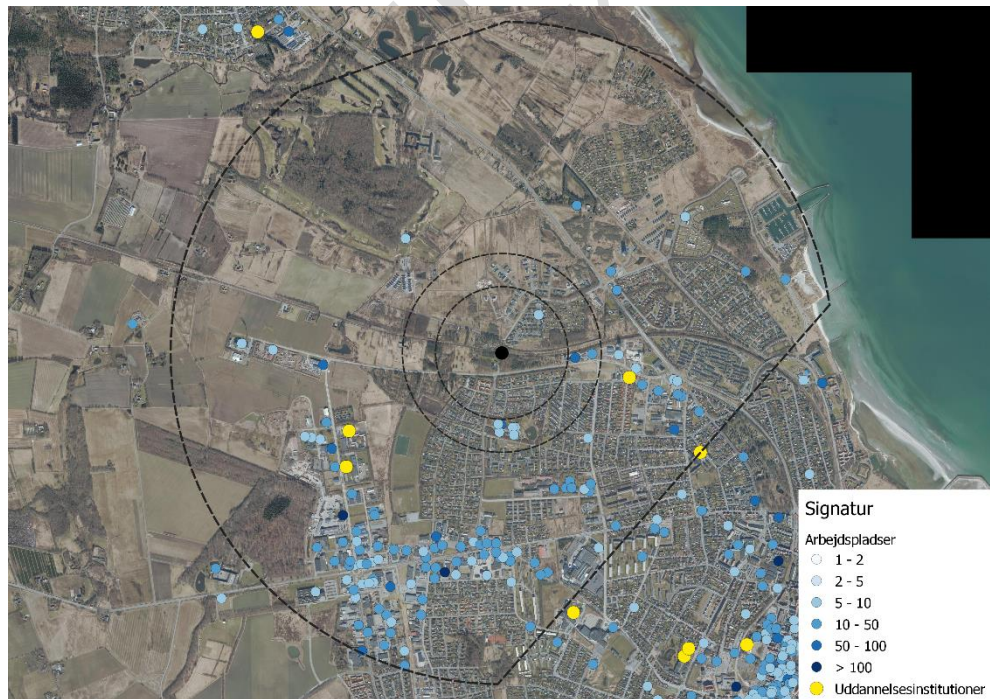 Signatur
Arbejdspladser
1 - 2
2 - 5
5 - 10
10 - 50
50 - 100
> 100
Uddannelsesinstitutioner